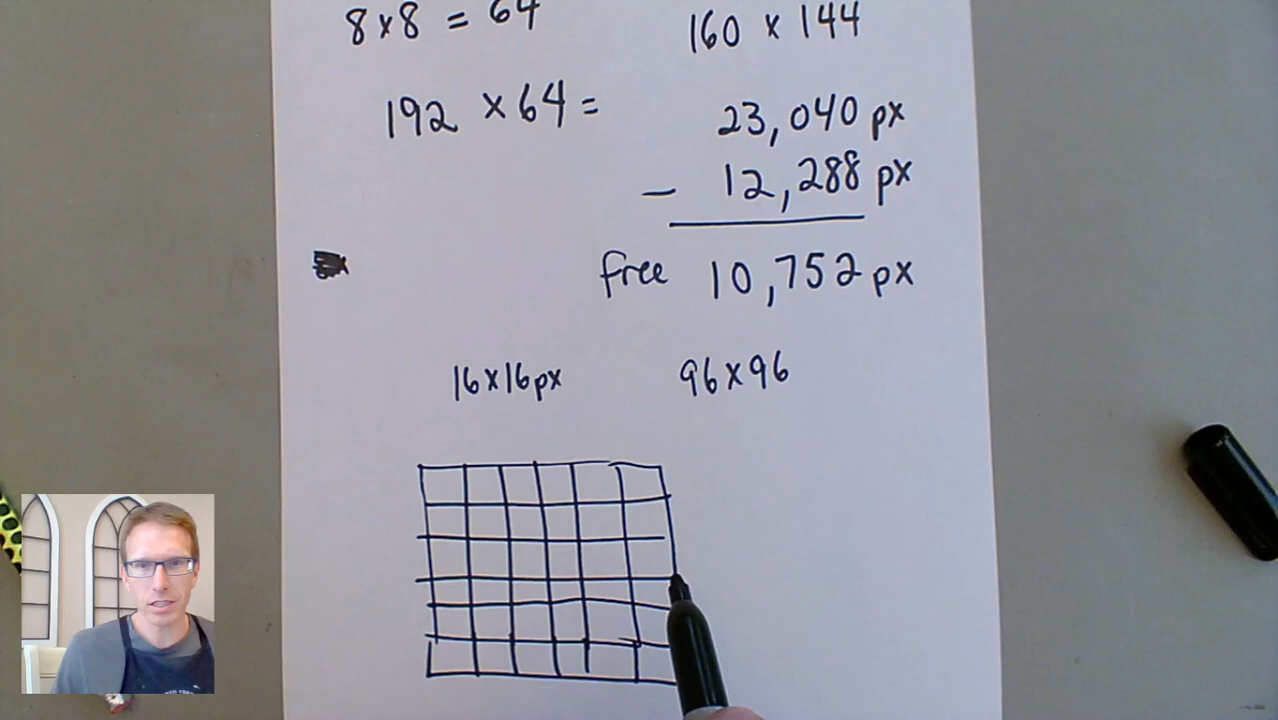 8x8 = 64
160 x 144
192 x 64 =
23,040 px
- 12,288 px
free 10,752 px
16x16px
96x96